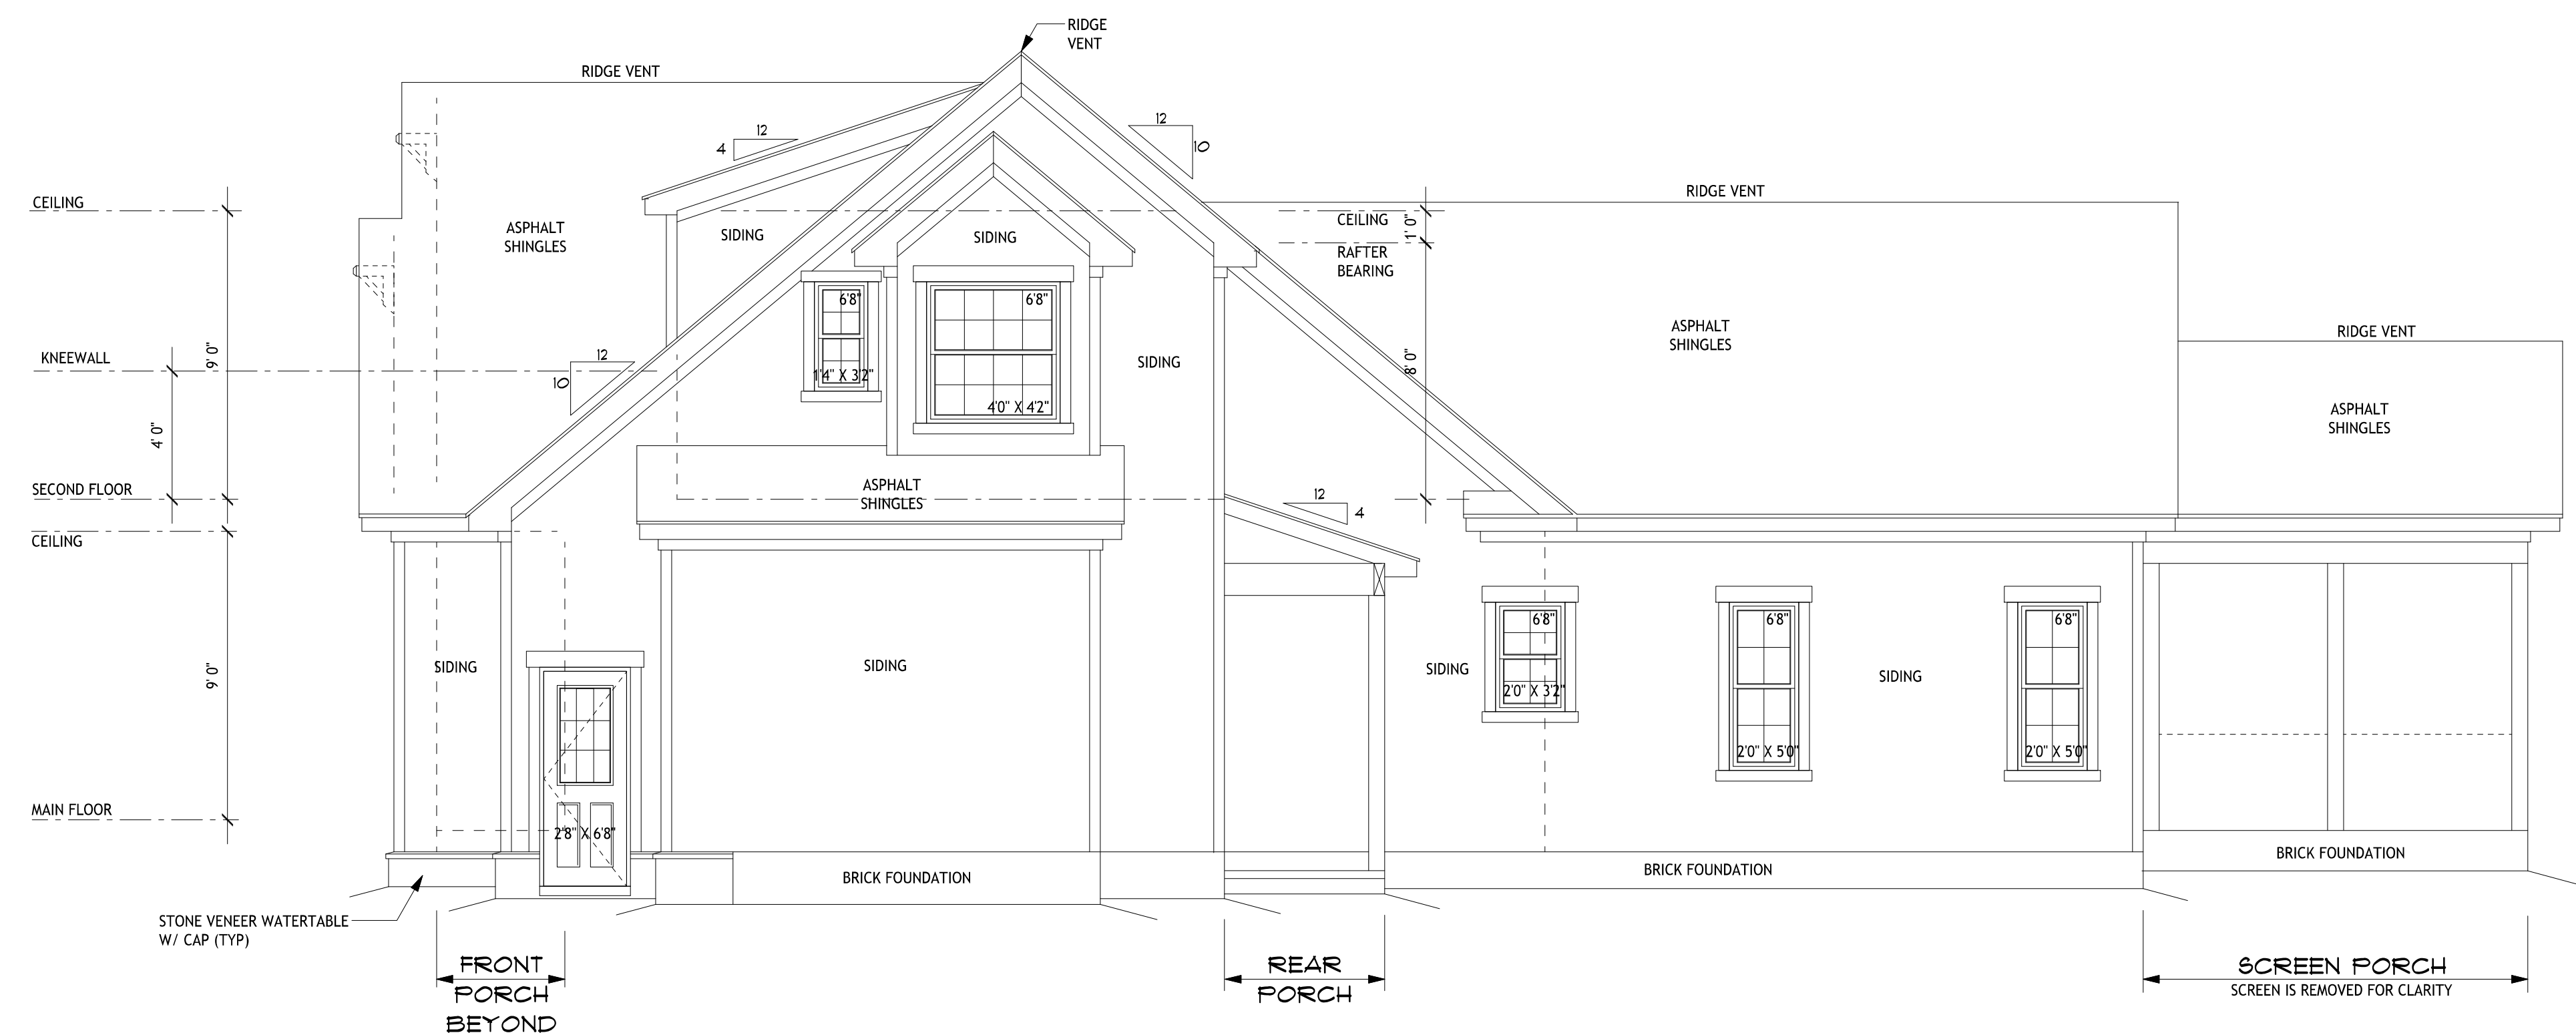 RIDGE
VENT
RIDGE VENT
12
4
12
10
RIDGE VENT
CEILING
ASPHALT
SHINGLES
SIDING
SIDING
CEILING
1' 0"
RAFTER
BEARING
6'8"
6'8"
ASPHALT
SHINGLES
RIDGE VENT
KNEEWALL
9' 0"
12
10
1'4" X 3'2"
SIDING
8' 0"
4'0" X 4'2"
ASPHALT
SHINGLES
4' 0"
SECOND FLOOR
ASPHALT
SHINGLES
12
4
CEILING
6'8"
6'8"
6'8"
9' 0"
SIDING
SIDING
SIDING
SIDING
2'0" X 3'2"
2'0" X 5'0"
2'0" X 5'0"
MAIN FLOOR
2'8" X 6'8"
BRICK FOUNDATION
BRICK FOUNDATION
BRICK FOUNDATION
STONE VENEER WATERTABLE
W/ CAP (TYP)
FRONT
PORCH
BEYOND
REAR
PORCH
SCREEN PORCH
SCREEN IS REMOVED FOR CLARITY